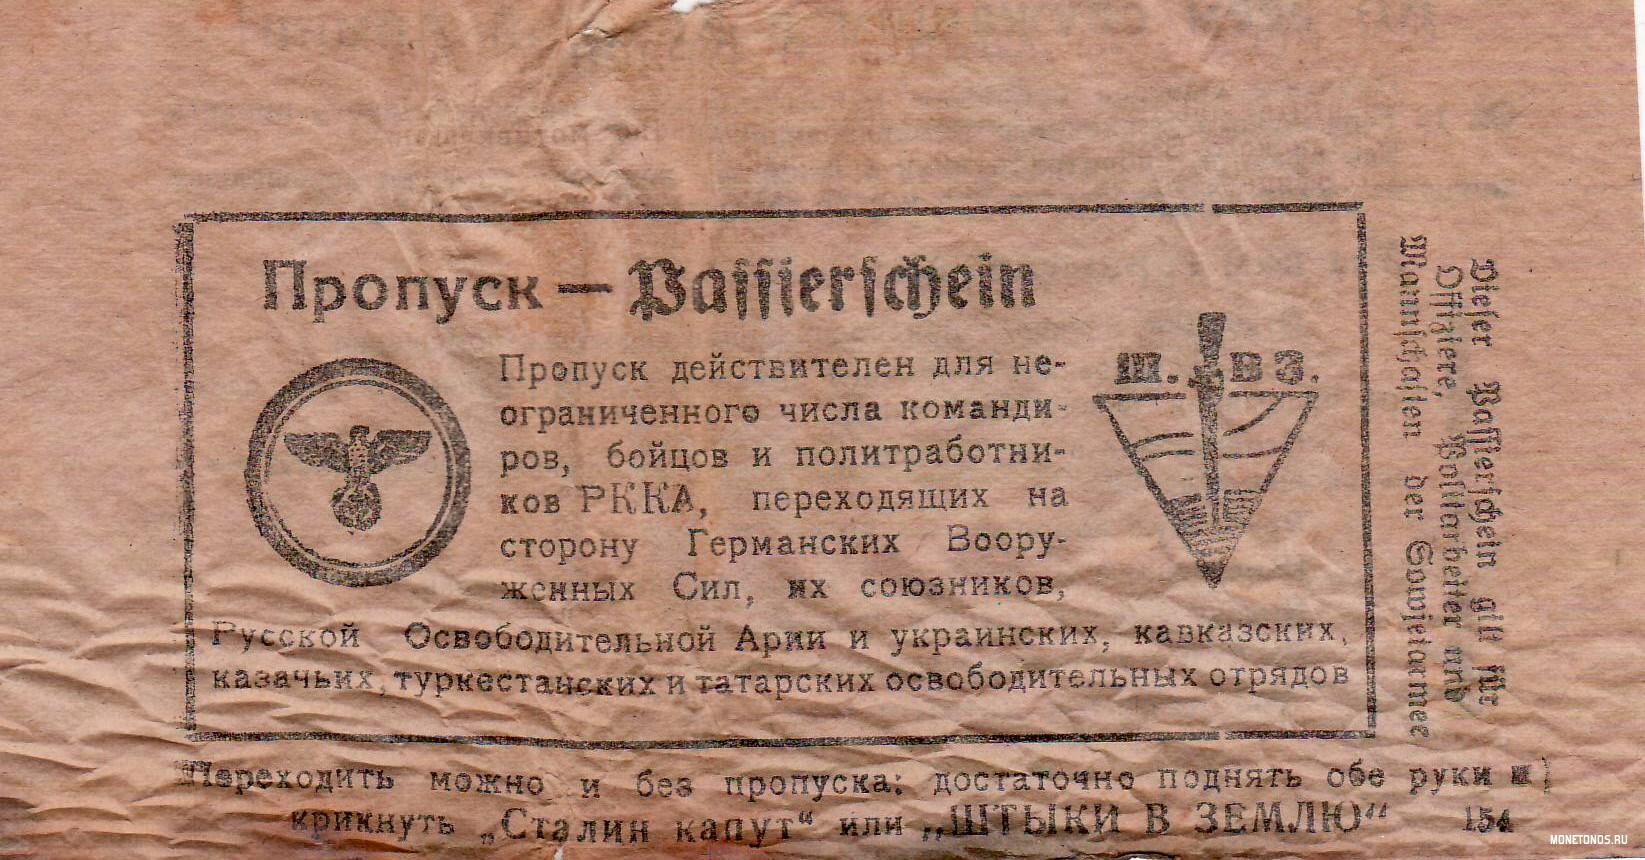 Пропуск — Passierschein
Ш. В З.
Пропуск действителен для не-
ограниченного числа команди-
ров, бойцов и политработни-
ков РККА, переходящих на
сторону Германских Воору-
женных Сил, их союзников,
Русской Освободительной Арии и украинских, кавказских,
казачьих, туркестанских и татарских освободительных отрядов
Dieser Passierschein gilt für
Offiziere, Politarbeiter und
Mannschaften der Sowjetarmee
Переходить можно и без пропуска: достаточно поднять обе руки и
крикнуть „Сталин капут“ или „ШТЫКИ В ЗЕМЛЮ“ 154
MONETONOS.RU